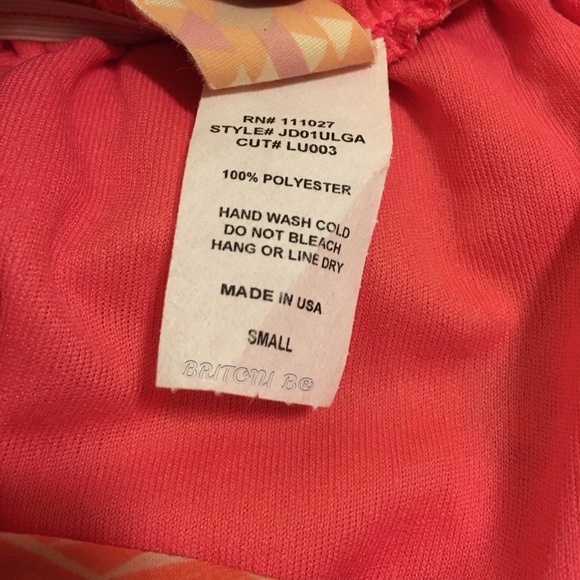 RN# 111027
STYLE# JD01ULGA
CUT# LU003
100% POLYESTER
HAND WASH COLD
DO NOT BLEACH
HANG OR LINE DRY
MADE IN USA
SMALL
BRITONI B@